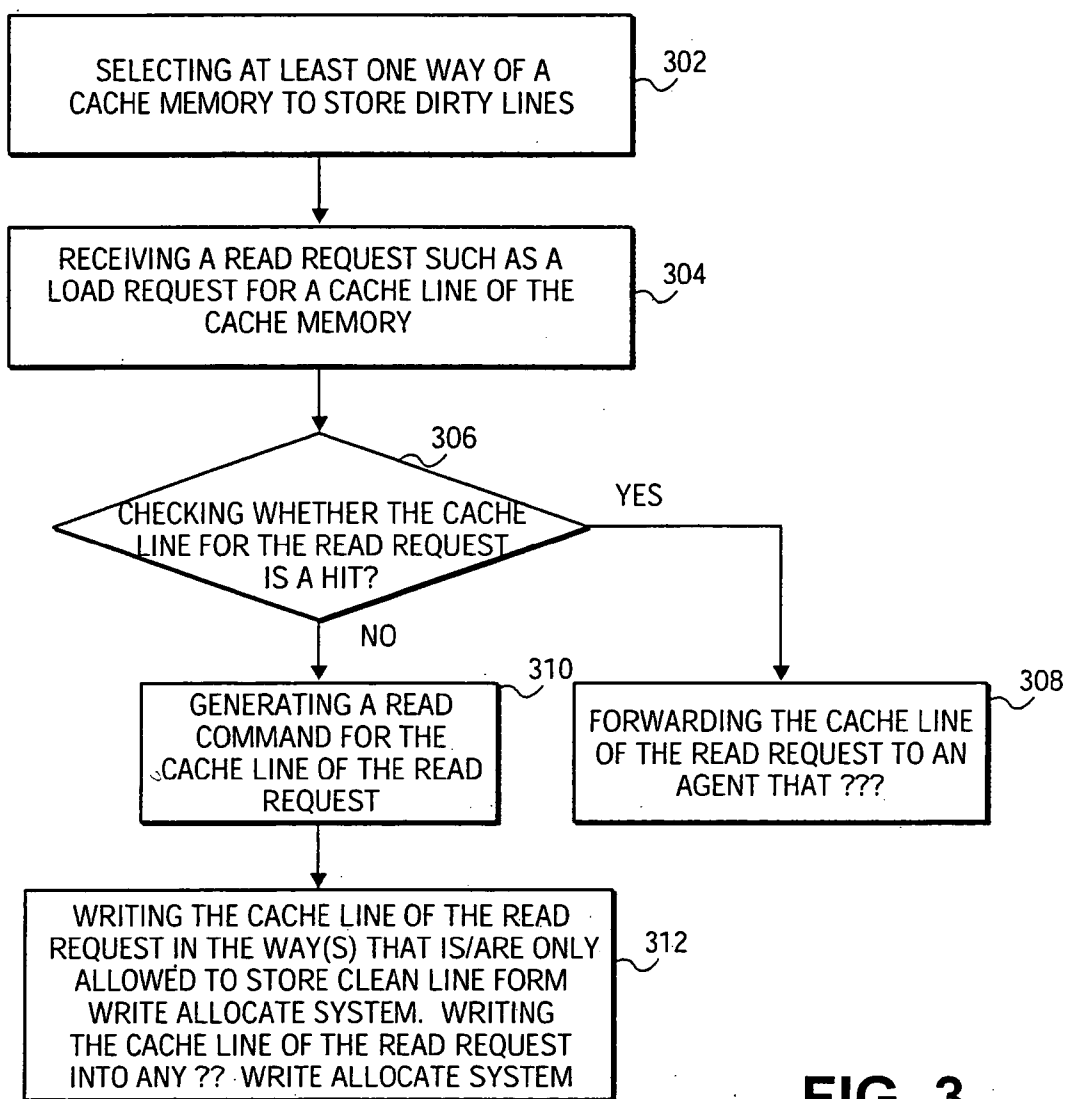 SELECTING AT LEAST ONE WAY OF A
CACHE MEMORY TO STORE DIRTY LINES
302
RECEIVING A READ REQUEST SUCH AS A
LOAD REQUEST FOR A CACHE LINE OF THE
CACHE MEMORY
304
306
CHECKING WHETHER THE CACHE
LINE FOR THE READ REQUEST
IS A HIT?
YES
NO
310
GENERATING A READ
COMMAND FOR THE
CACHE LINE OF THE READ
REQUEST
308
FORWARDING THE CACHE LINE
OF THE READ REQUEST TO AN
AGENT THAT ???
WRITING THE CACHE LINE OF THE READ
REQUEST IN THE WAY(S) THAT IS/ARE ONLY
ALLOWED TO STORE CLEAN LINE FORM
WRITE ALLOCATE SYSTEM. WRITING
THE CACHE LINE OF THE READ REQUEST
INTO ANY ?? WRITE ALLOCATE SYSTEM
312
FIG. 3